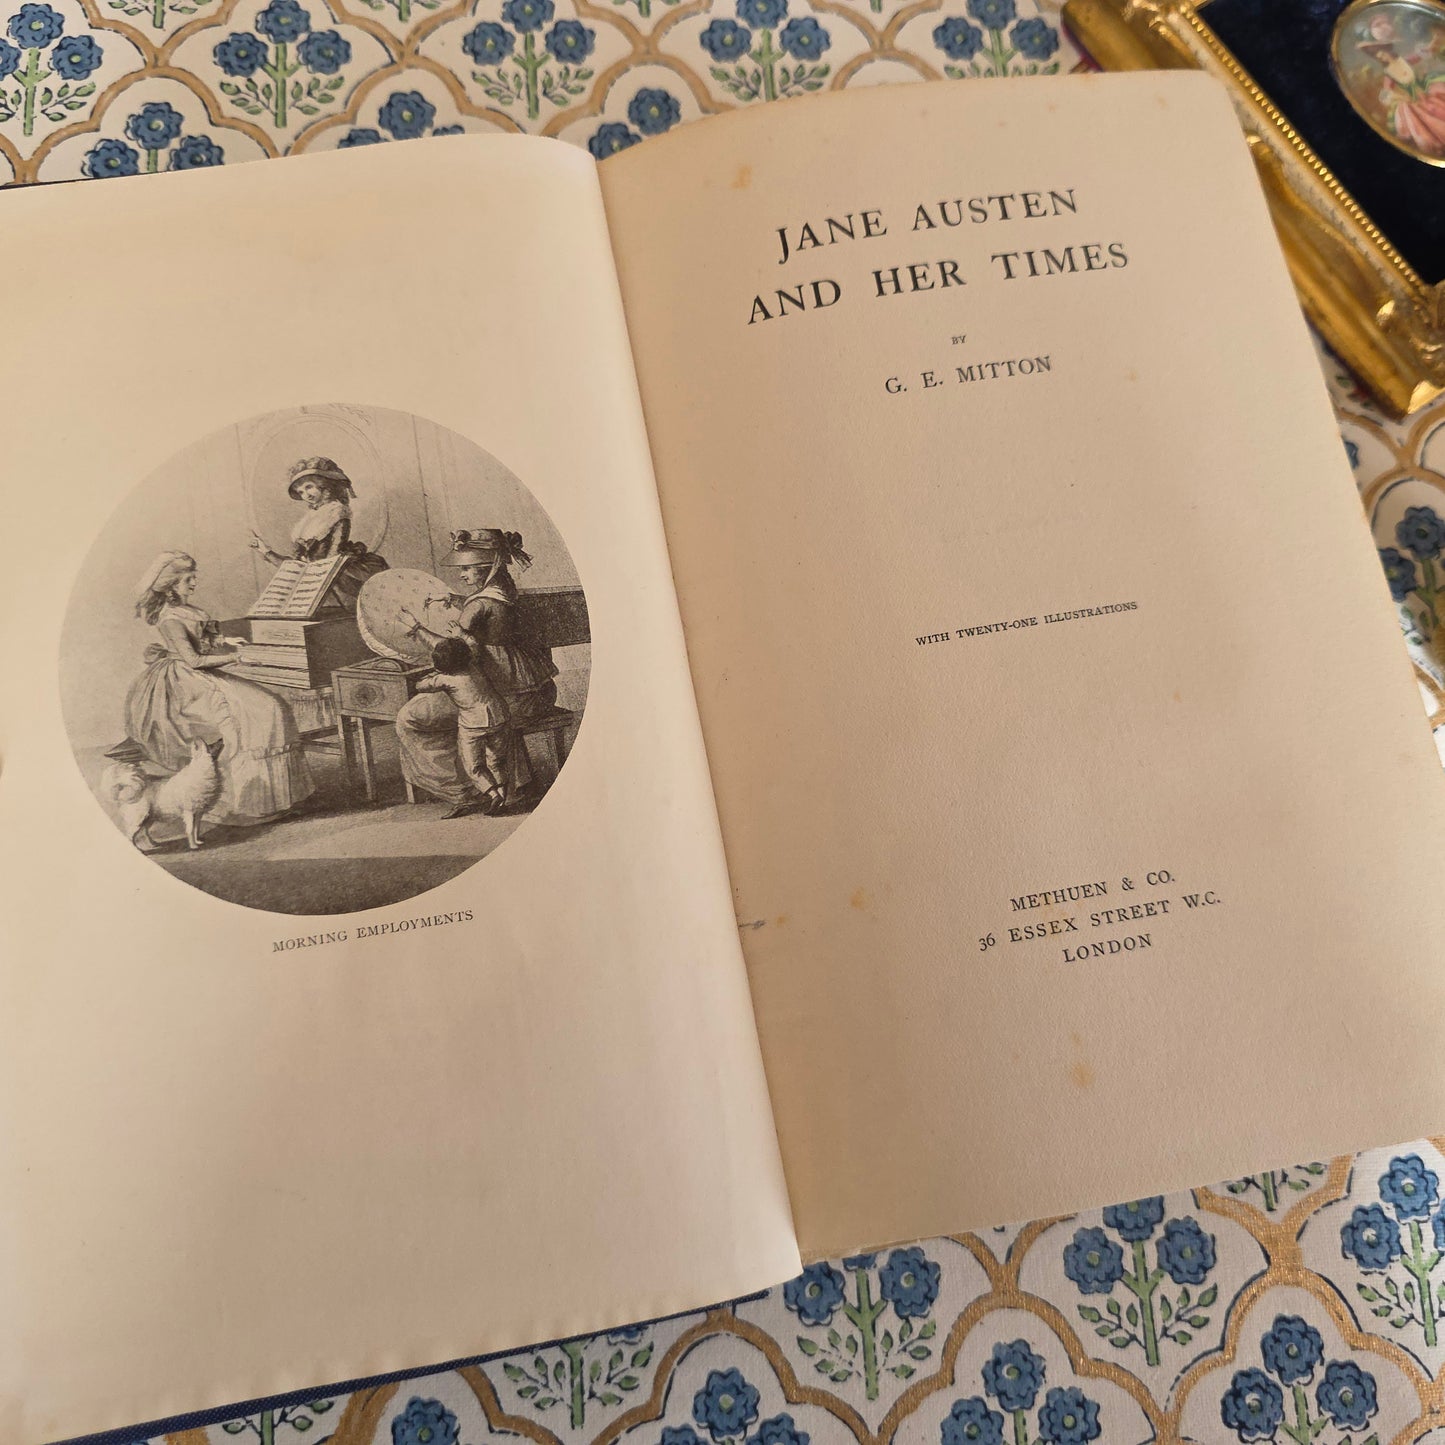 MORNING EMPLOYMENTS
JANE AUSTEN
AND HER TIMES
BY
G. E. MITTON
WITH TWENTY-ONE ILLUSTRATIONS
METHUEN & CO.
36 ESSEX STREET W.C.
LONDON